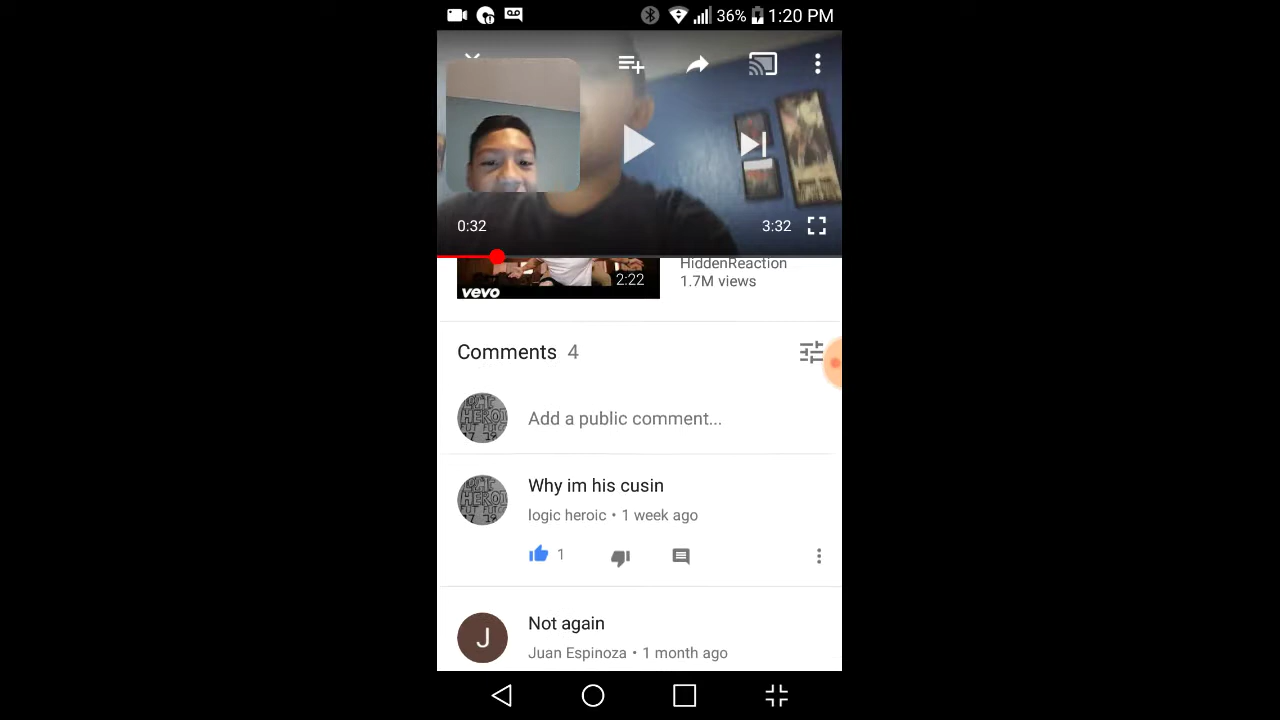 36% 1:20 PM
0:32
3:32
2:22
vevo
HiddenReaction
1.7M views
Comments 4
Add a public comment...
Why im his cusin
logic heroic • 1 week ago
1
Not again
J
Juan Espinoza • 1 month ago